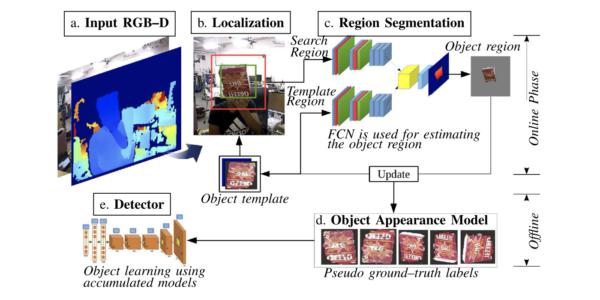 a. Input RGB–D
b. Localization
c. Region Segmentation
Search
Region
Object region
Template
Region
FCN is used for estimating
the object region
Online Phase
Object template
Update
e. Detector
d. Object Appearance Model
Offline
Object learning using
accumulated models
Pseudo ground–truth labels